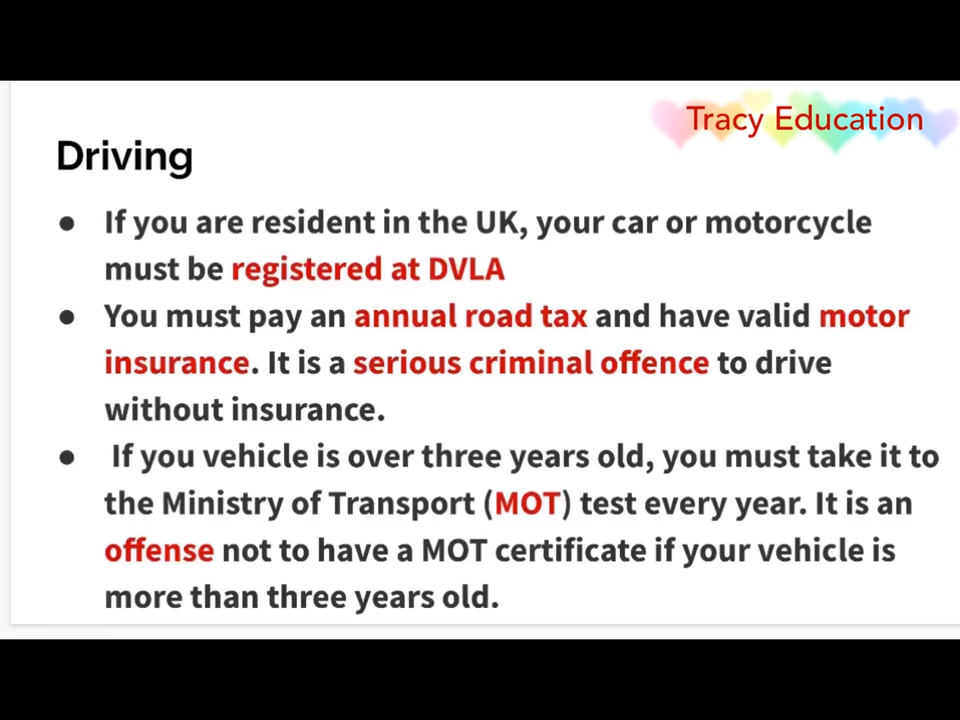 Tracy Education
Driving
● If you are resident in the UK, your car or motorcycle
must be registered at DVLA
● You must pay an annual road tax and have valid motor
insurance. It is a serious criminal offence to drive
without insurance.
● If you vehicle is over three years old, you must take it to
the Ministry of Transport (MOT) test every year. It is an
offense not to have a MOT certificate if your vehicle is
more than three years old.